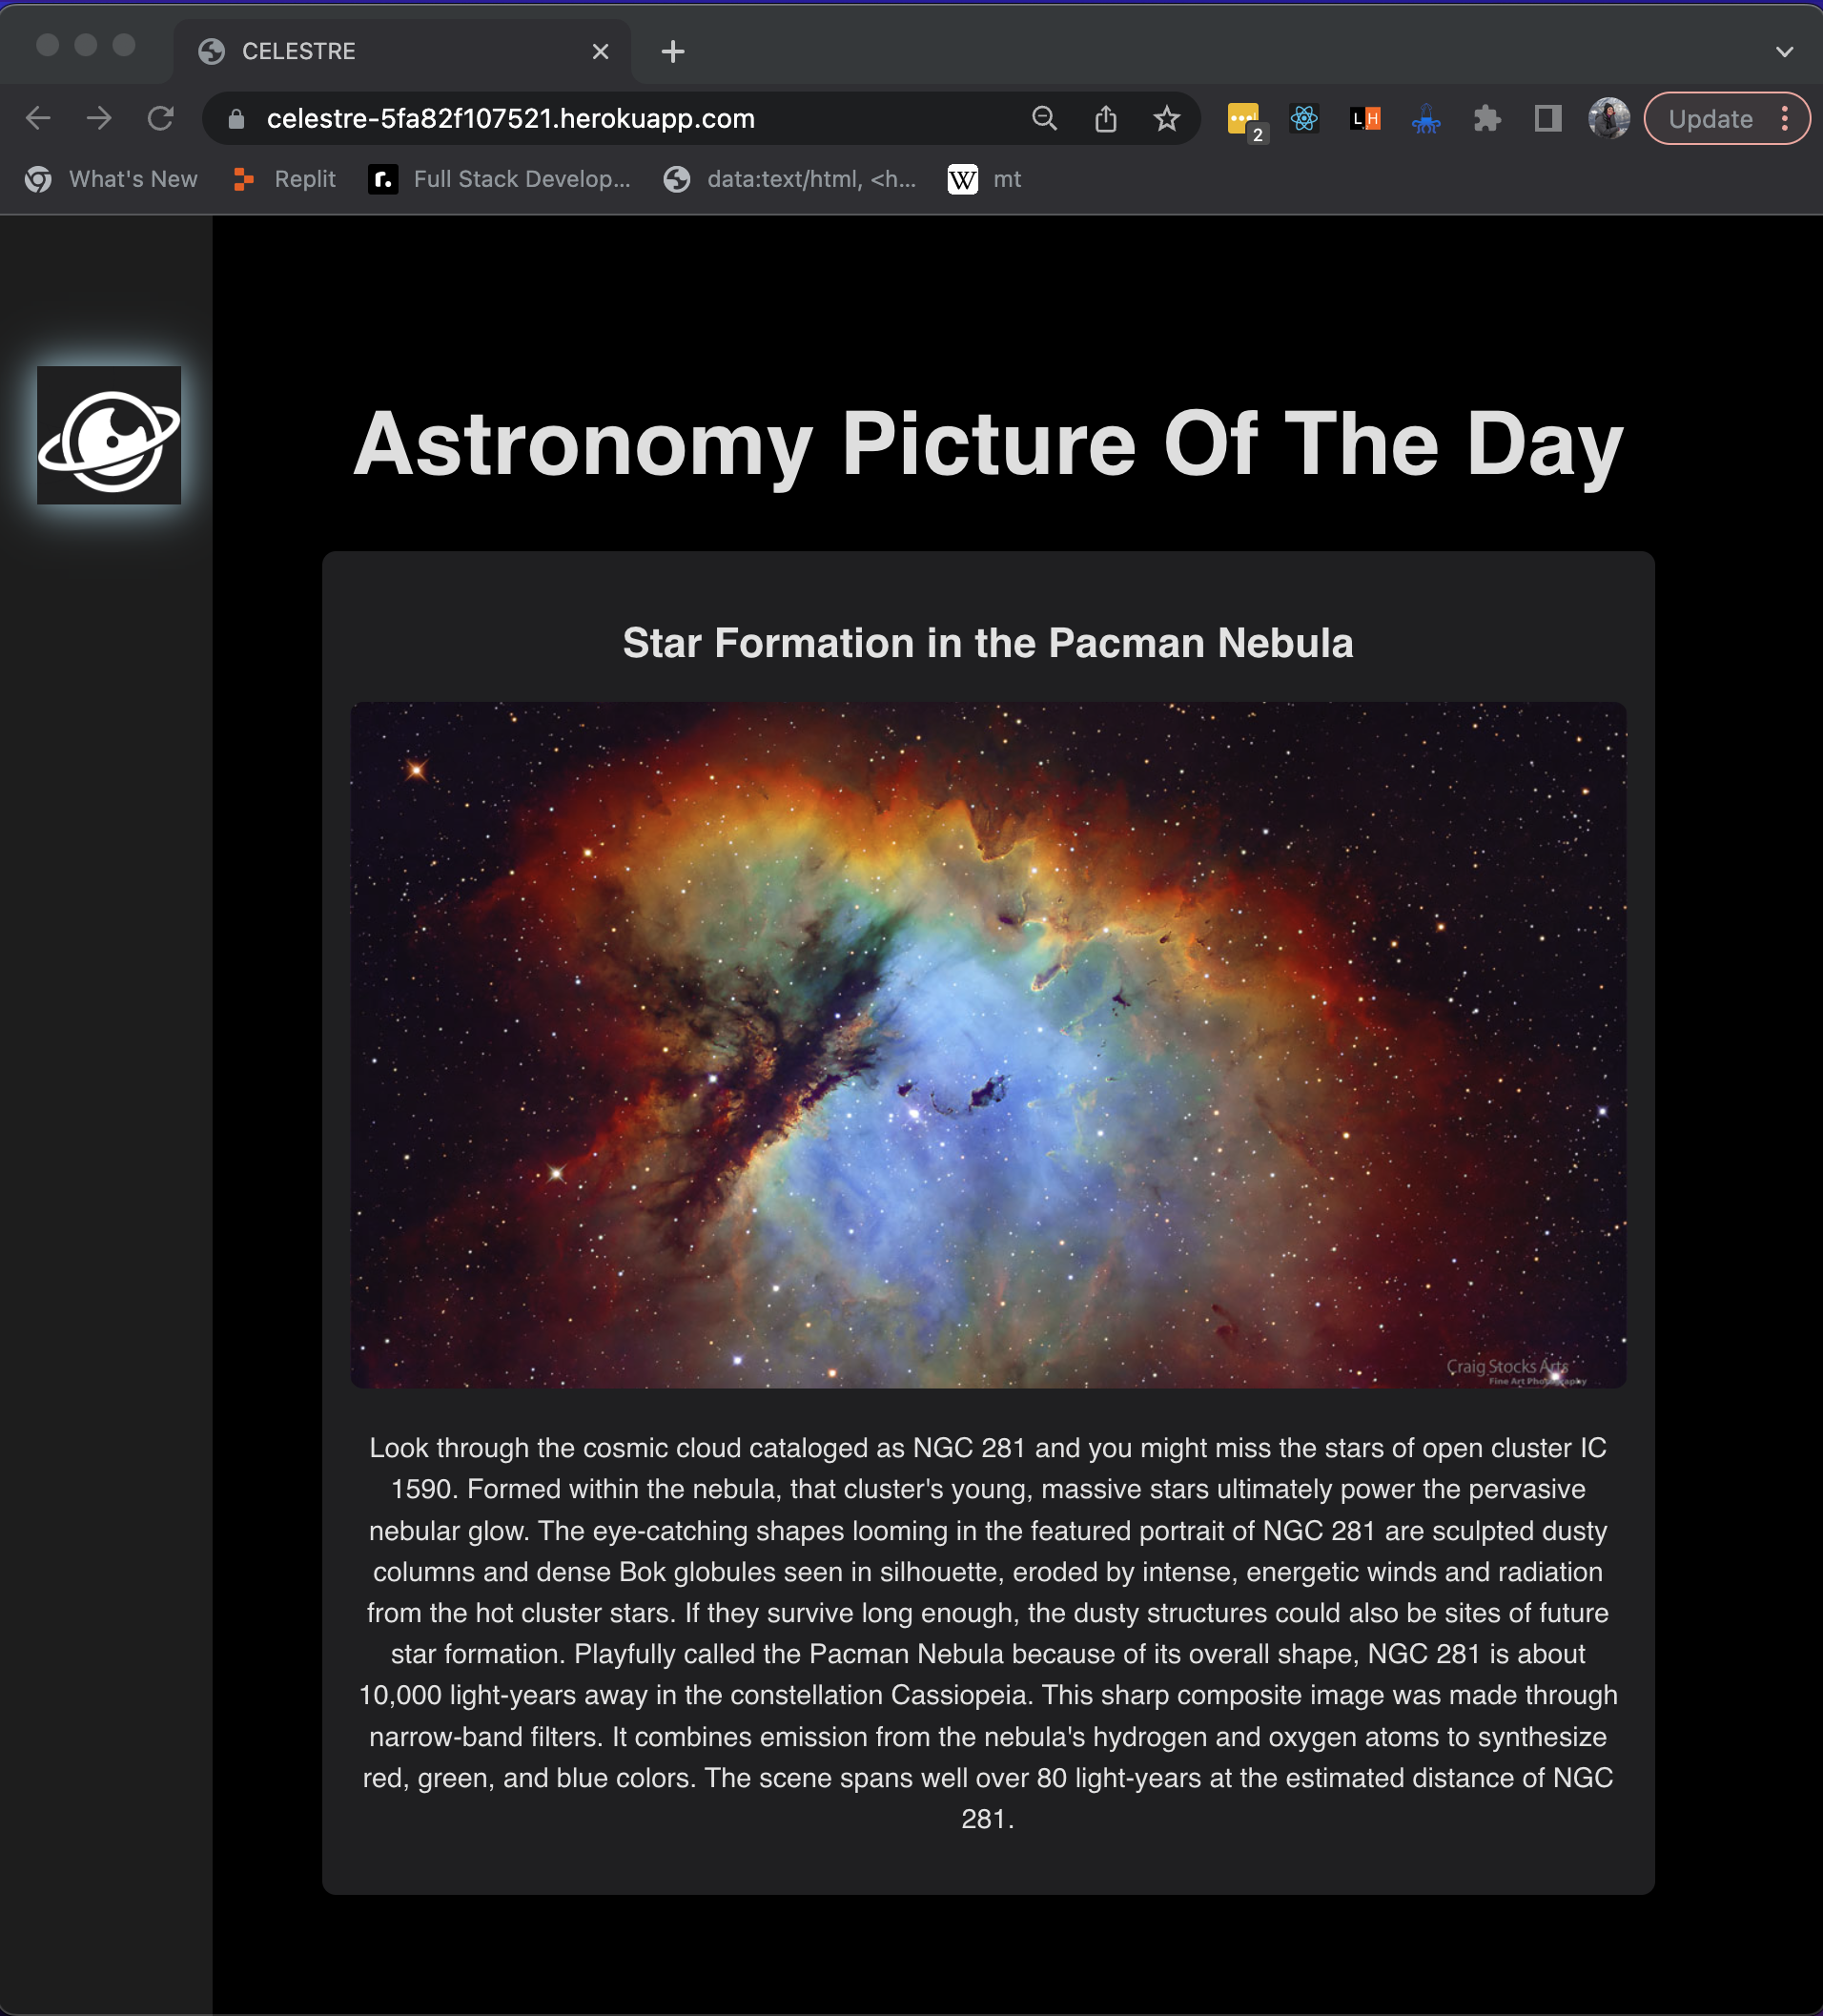 CELESTRE
celestre-5fa82f107521.herokuapp.com
2
L H
Update
What's New
Replit
r.
Full Stack Develop...
data:text/html, <h...
W
mt
Astronomy Picture Of The Day
Star Formation in the Pacman Nebula
Craig Stocks Arts
Fine Art Photography
Look through the cosmic cloud cataloged as NGC 281 and you might miss the stars of open cluster IC
1590. Formed within the nebula, that cluster's young, massive stars ultimately power the pervasive
nebular glow. The eye-catching shapes looming in the featured portrait of NGC 281 are sculpted dusty
columns and dense Bok globules seen in silhouette, eroded by intense, energetic winds and radiation
from the hot cluster stars. If they survive long enough, the dusty structures could also be sites of future
star formation. Playfully called the Pacman Nebula because of its overall shape, NGC 281 is about
10,000 light-years away in the constellation Cassiopeia. This sharp composite image was made through
narrow-band filters. It combines emission from the nebula's hydrogen and oxygen atoms to synthesize
red, green, and blue colors. The scene spans well over 80 light-years at the estimated distance of NGC
281.